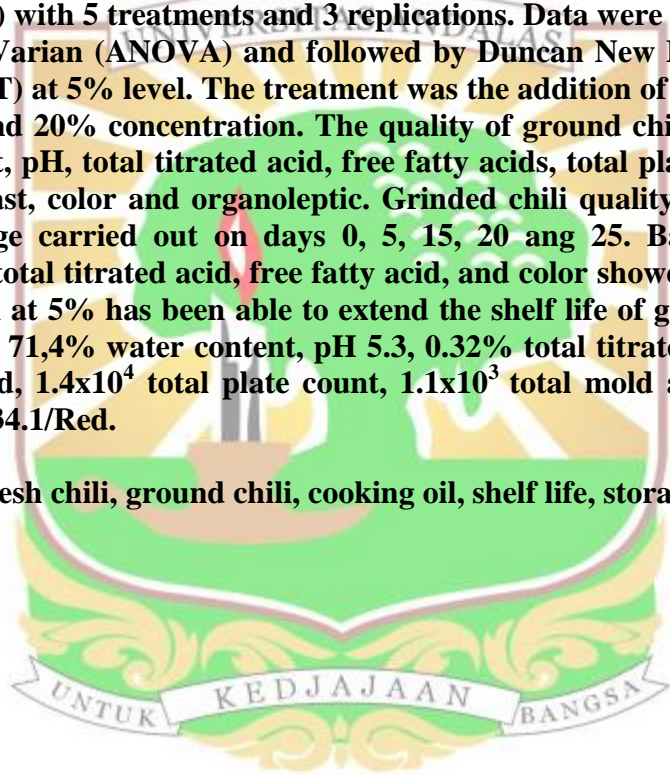 ) with 5 treatments and 3 replications. Data were
UNIVERSITAS ANDALAS
Varian (ANOVA) and followed by Duncan New
T) at 5% level. The treatment was the addition of
nd 20% concentration. The quality of ground chi
t, pH, total titrated acid, free fatty acids, total pla
ast, color and organoleptic. Grinded chili quality
ge carried out on days 0, 5, 15, 20 ang 25. Ba
total titrated acid, free fatty acid, and color showe
at 5% has been able to extend the shelf life of g
71,4% water content, pH 5.3, 0.32% total titrate
d, 1.4x10⁴ total plate count, 1.1x10³ total mold a
34.1/Red.
esh chili, ground chili, cooking oil, shelf life, stora
UNTUK KEDJAJAAN BANGSA